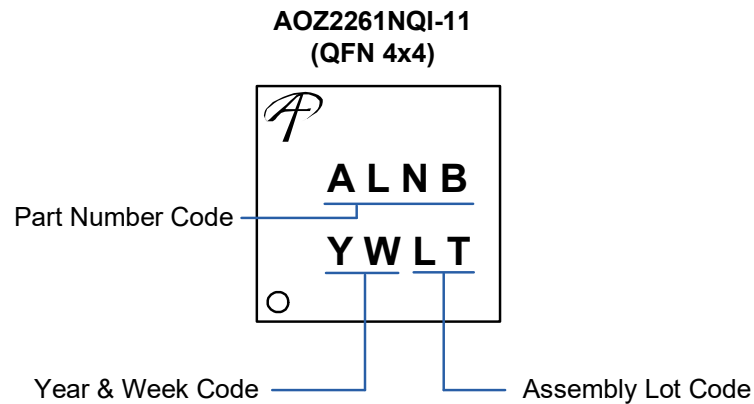 AOZ2261NQI-11
(QFN 4x4)
A L N B
Part Number Code
Y W L T
Year & Week Code
Assembly Lot Code